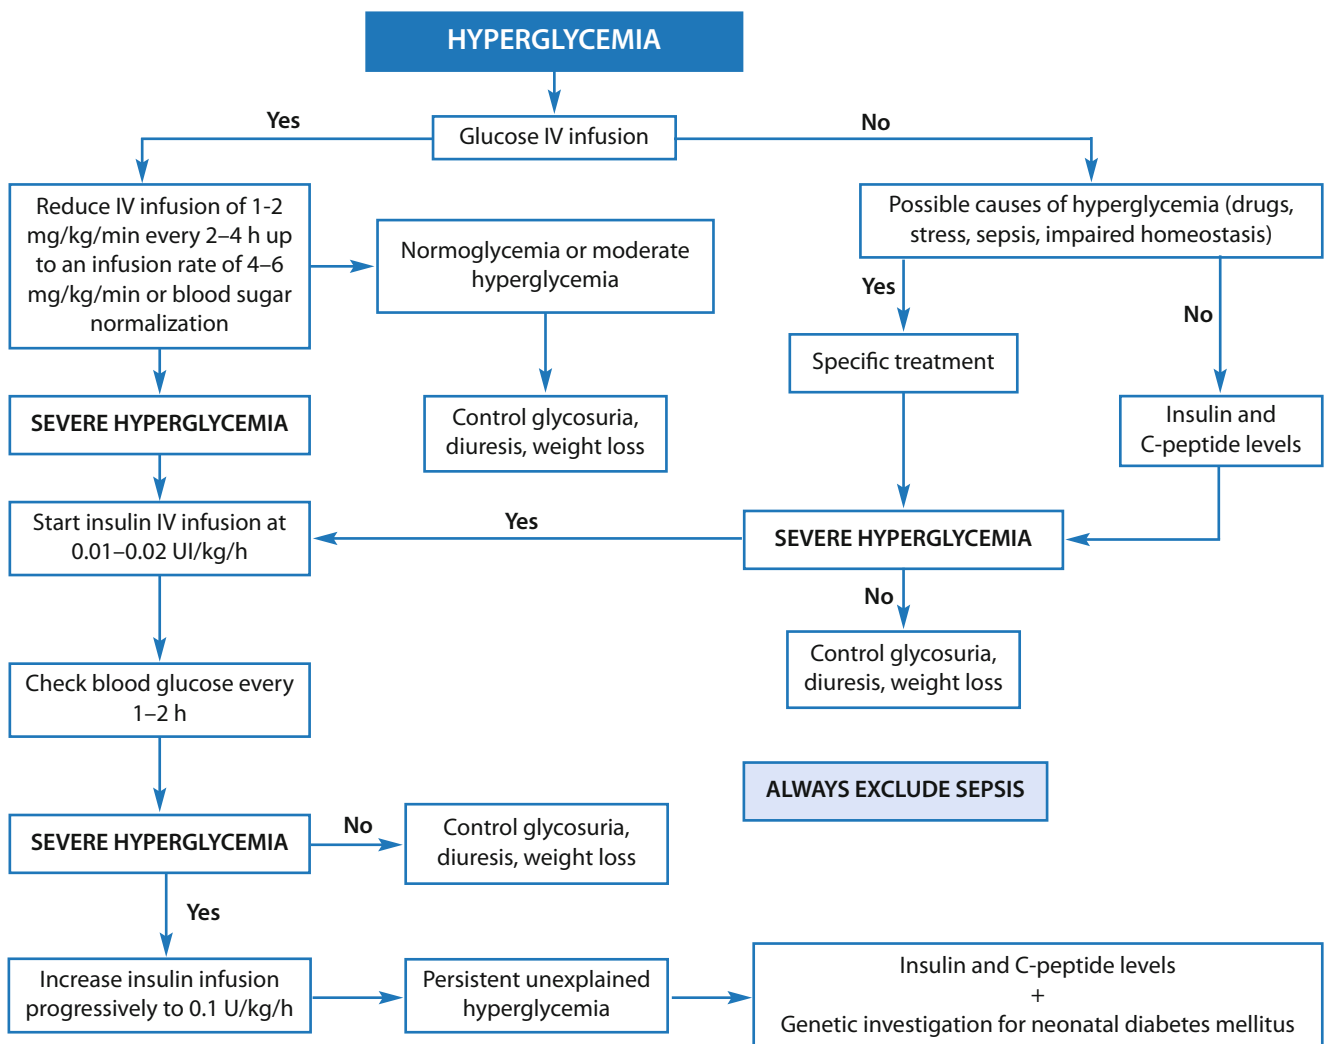 HYPERGLYCEMIA
Yes
Glucose IV infusion
No
Reduce IV infusion of 1-2
mg/kg/min every 2–4 h up
to an infusion rate of 4–6
mg/kg/min or blood sugar
normalization
Normoglycemia or moderate
hyperglycemia
Possible causes of hyperglycemia (drugs,
stress, sepsis, impaired homeostasis)
Yes
No
Specific treatment
SEVERE HYPERGLYCEMIA
Control glycosuria,
diuresis, weight loss
Insulin and
C-peptide levels
Start insulin IV infusion at
0.01–0.02 UI/kg/h
Yes
SEVERE HYPERGLYCEMIA
No
Control glycosuria,
diuresis, weight loss
Check blood glucose every
1–2 h
ALWAYS EXCLUDE SEPSIS
SEVERE HYPERGLYCEMIA
No
Control glycosuria,
diuresis, weight loss
Yes
Increase insulin infusion
progressively to 0.1 U/kg/h
Persistent unexplained
hyperglycemia
Insulin and C-peptide levels
+
Genetic investigation for neonatal diabetes mellitus